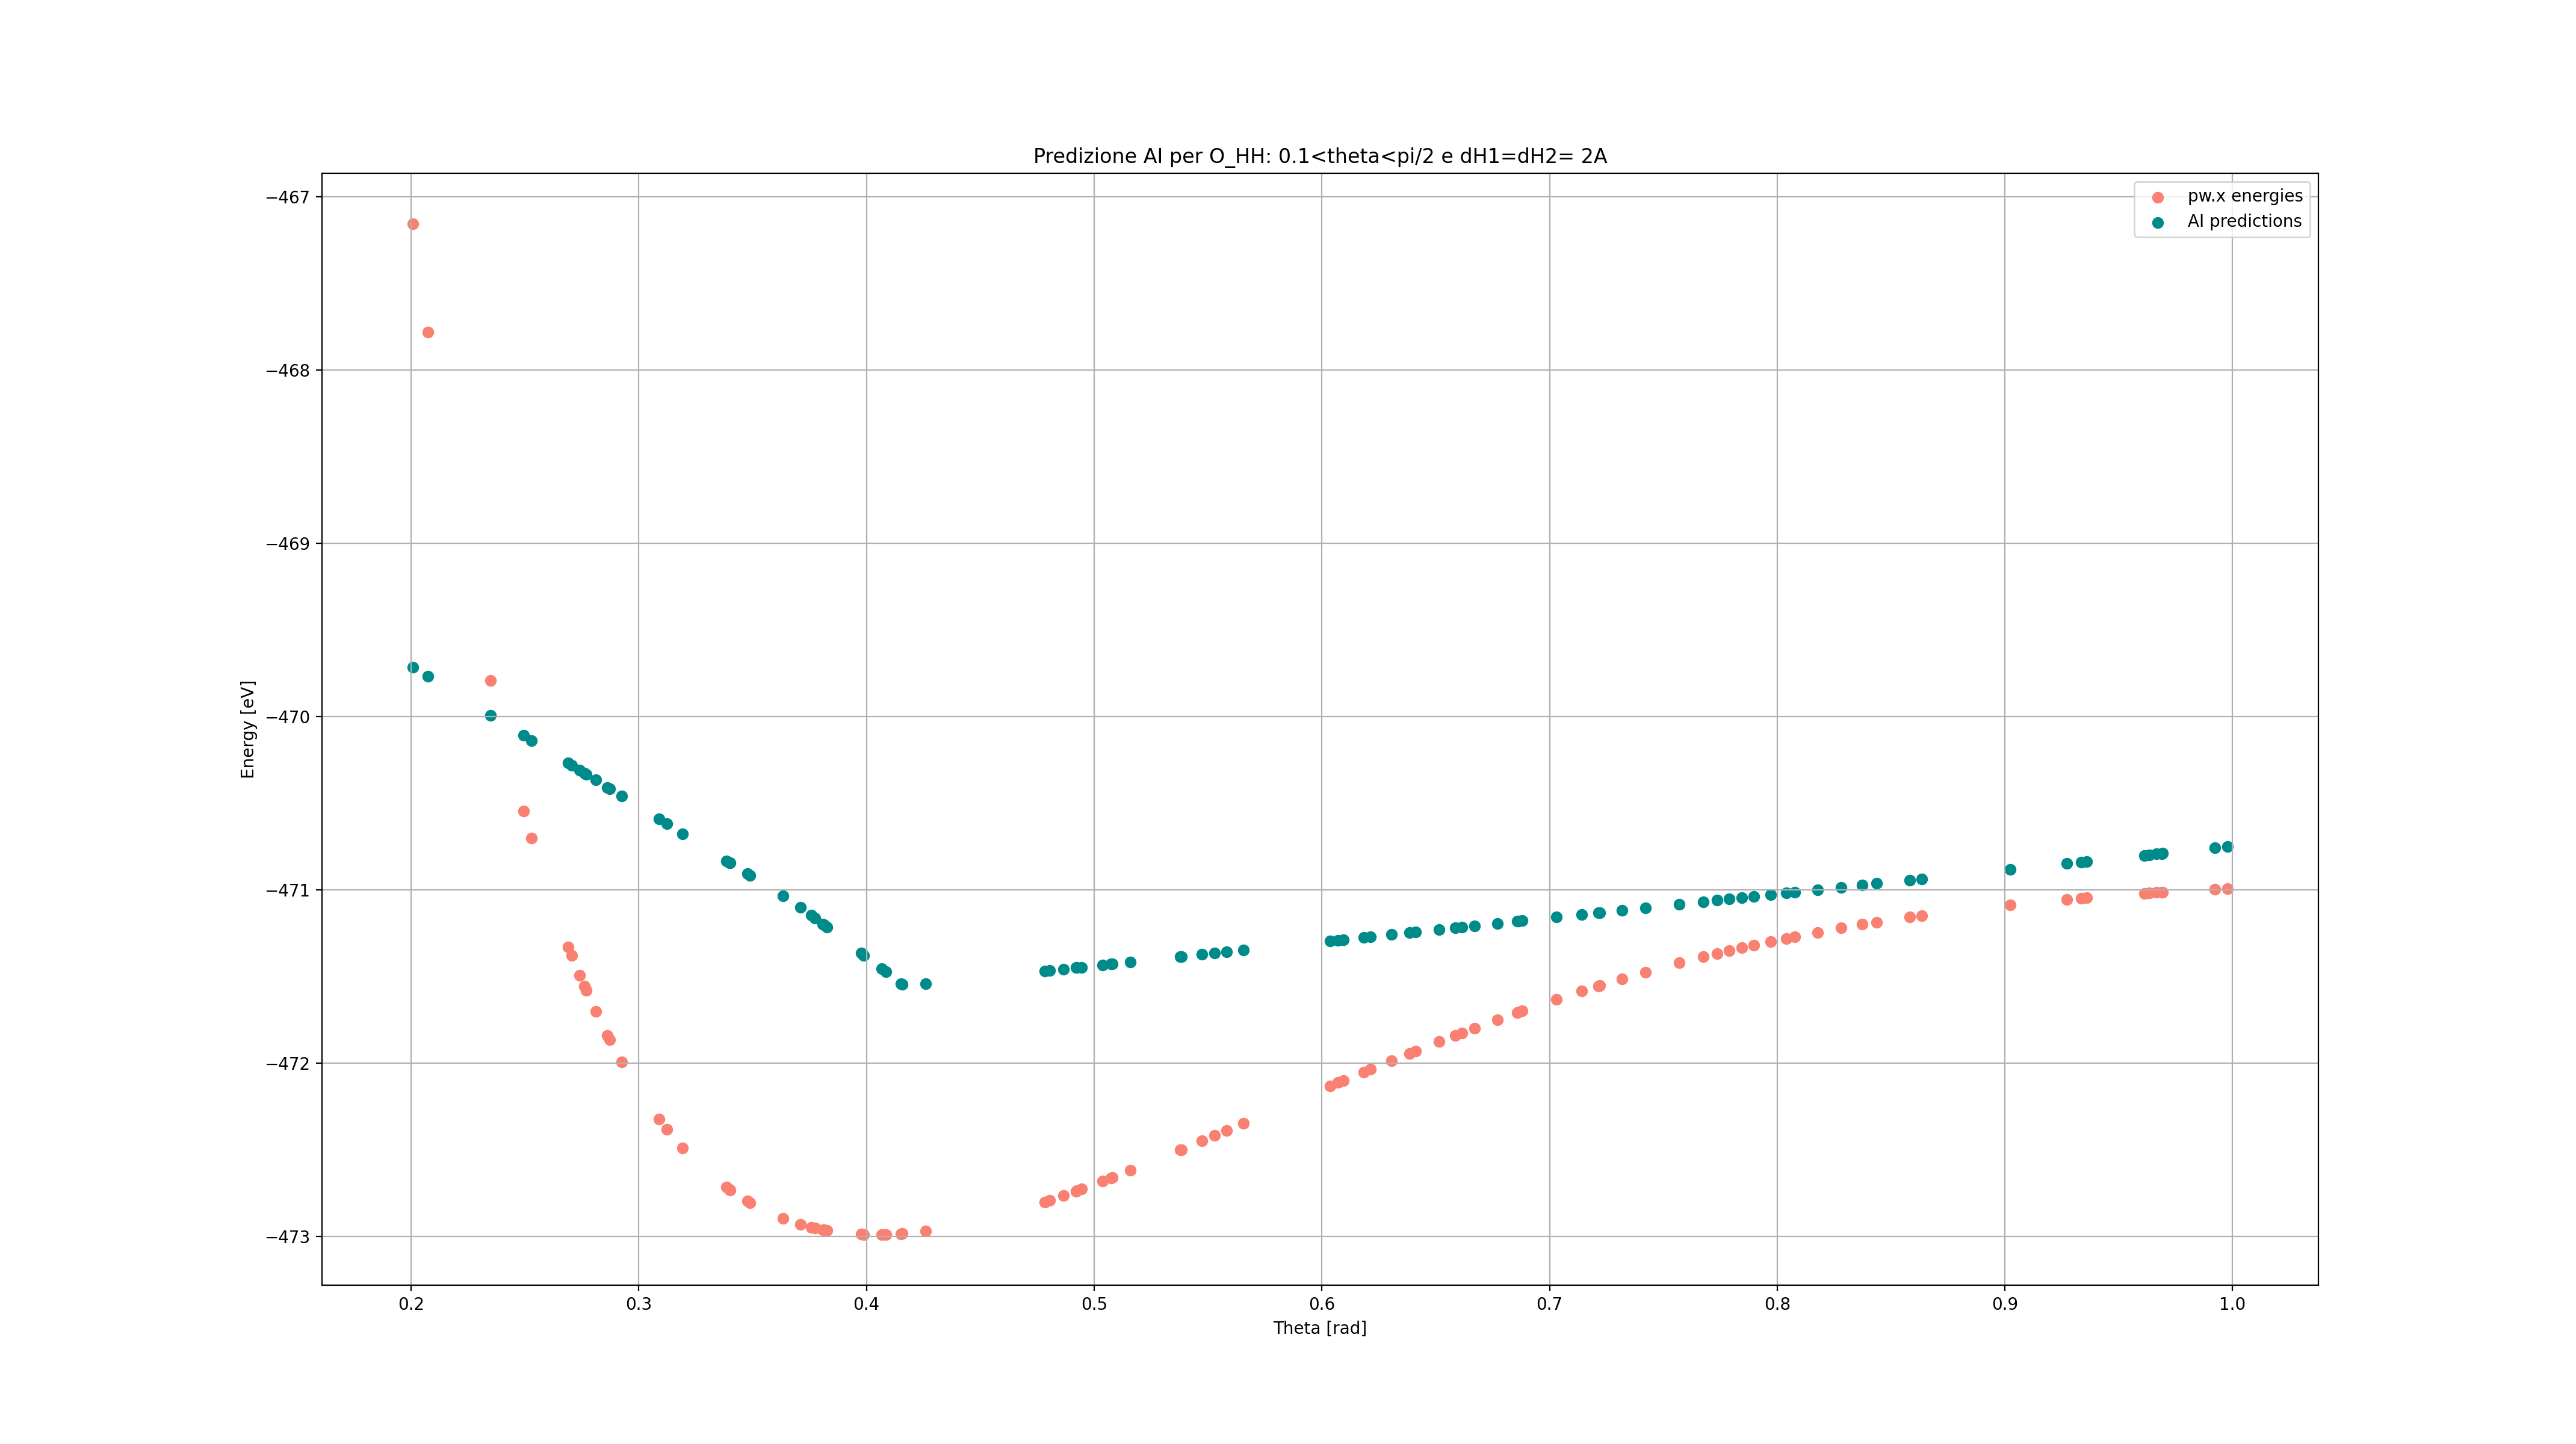 Predizione AI per O_HH: 0.1<theta<pi/2 e dH1=dH2= 2A
pw.x energies
AI predictions
Energy [eV]
−467
−468
−469
−470
−471
−472
−473
0.2 0.3 0.4 0.5 0.6 0.7 0.8 0.9 1.0
Theta [rad]